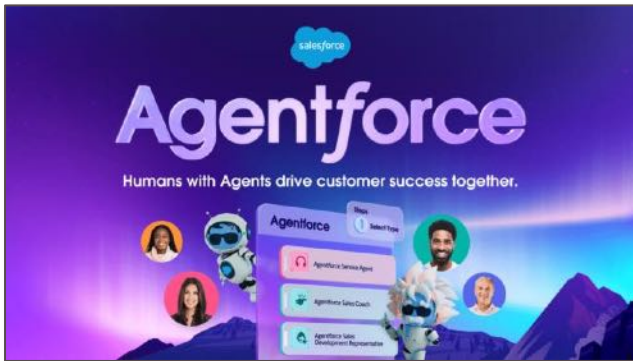 salesforce
Agentforce
Humans with Agents drive customer success together.
Agentforce
Steps
1 Select Type
Agentforce Service Agent
Agentforce Sales Coach
Agentforce Sales
Development Representative